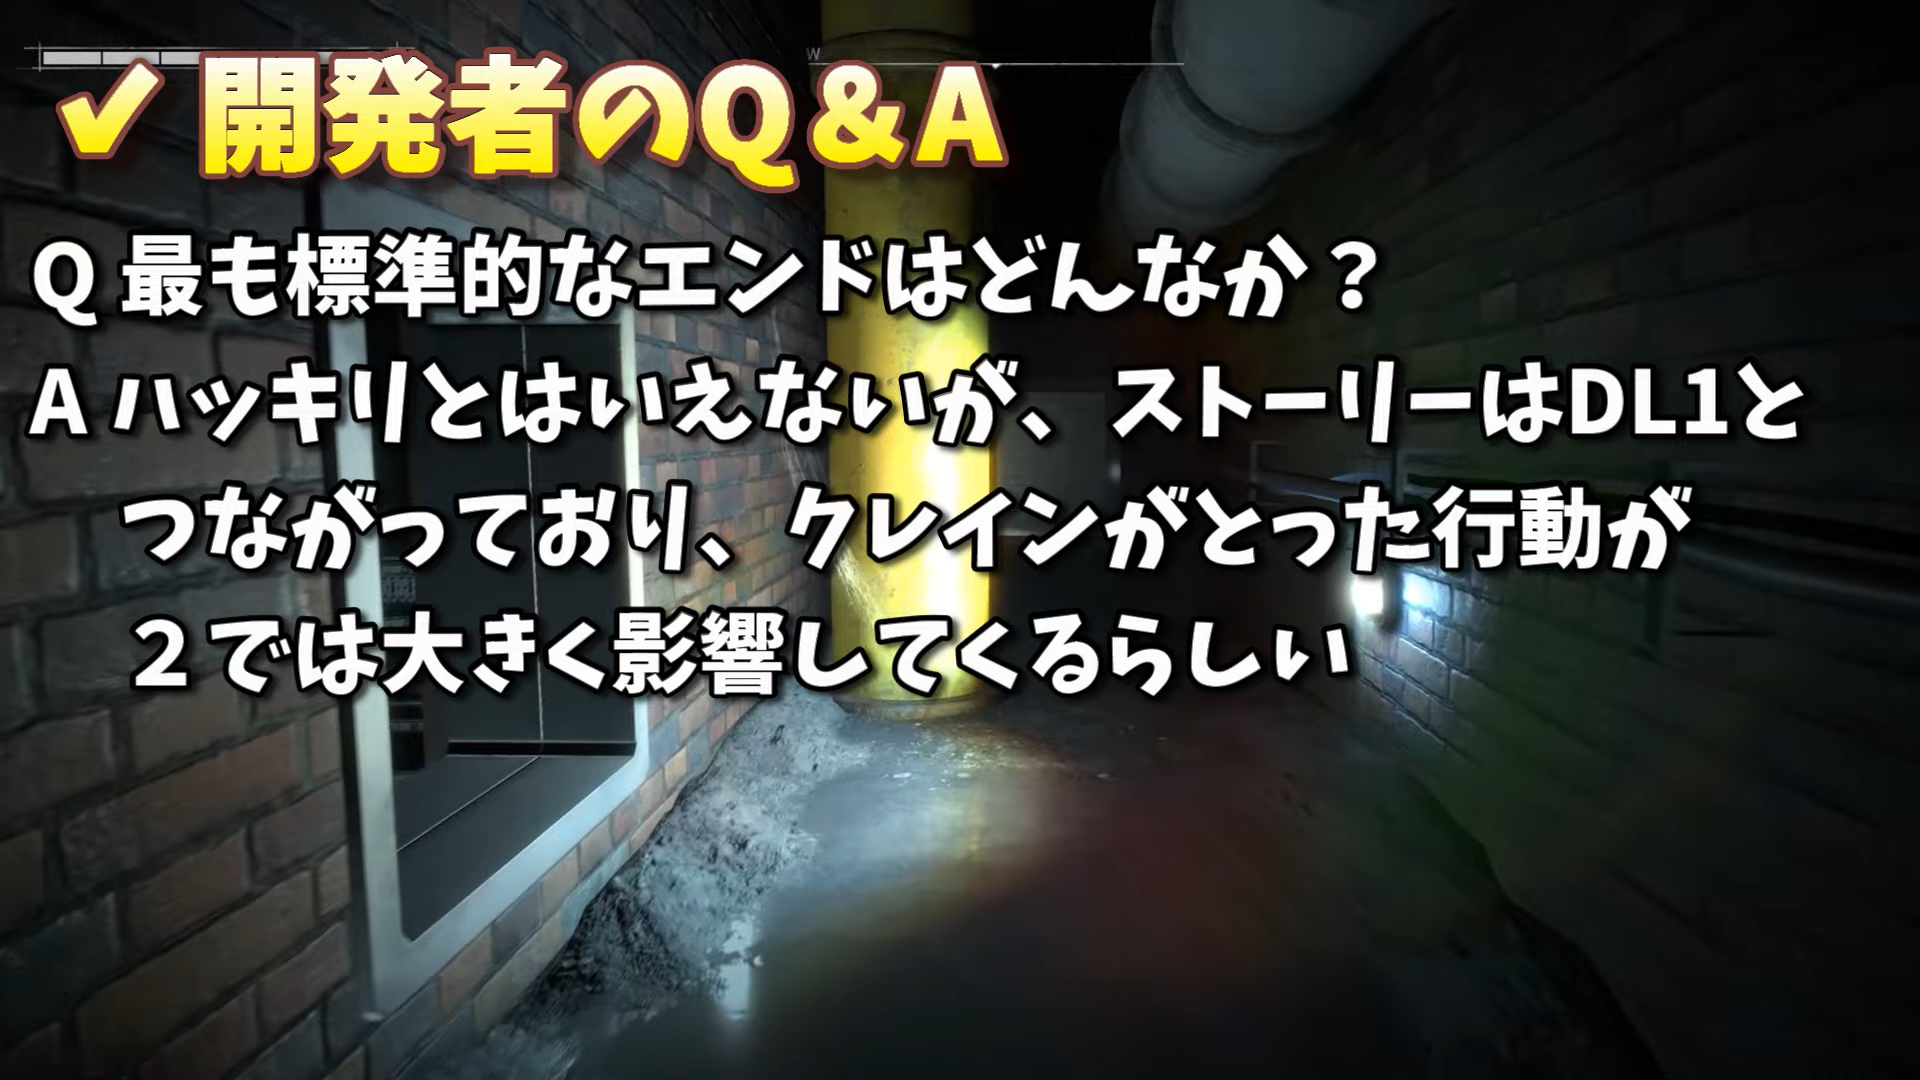 ✓ 開発者のQ&A
W
Q 最も標準的なエンドはどんなか？
A ハッキリとはいえないが、ストーリーはDL1と
つながっており、クレインがとった行動が
２では大きく影響してくるらしい